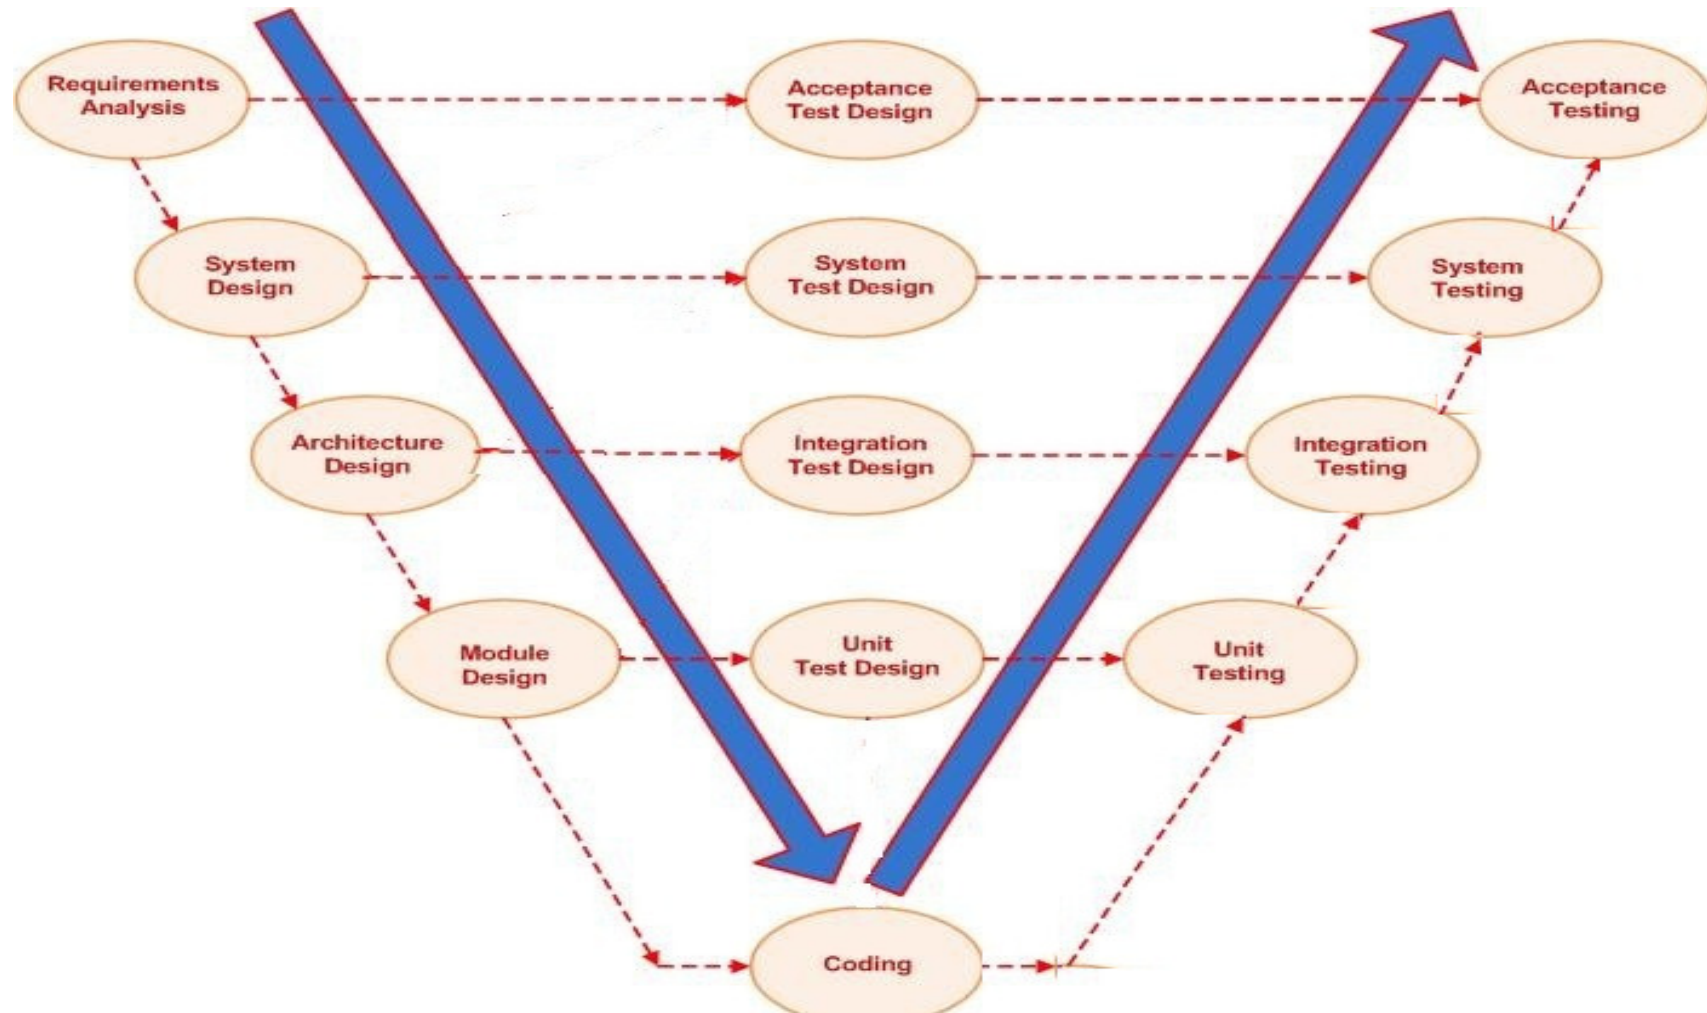 Requirements
Analysis
Acceptance
Test Design
Acceptance
Testing
System
Design
System
Test Design
System
Testing
Architecture
Design
Integration
Test Design
Integration
Testing
Module
Design
Unit
Test Design
Unit
Testing
Coding